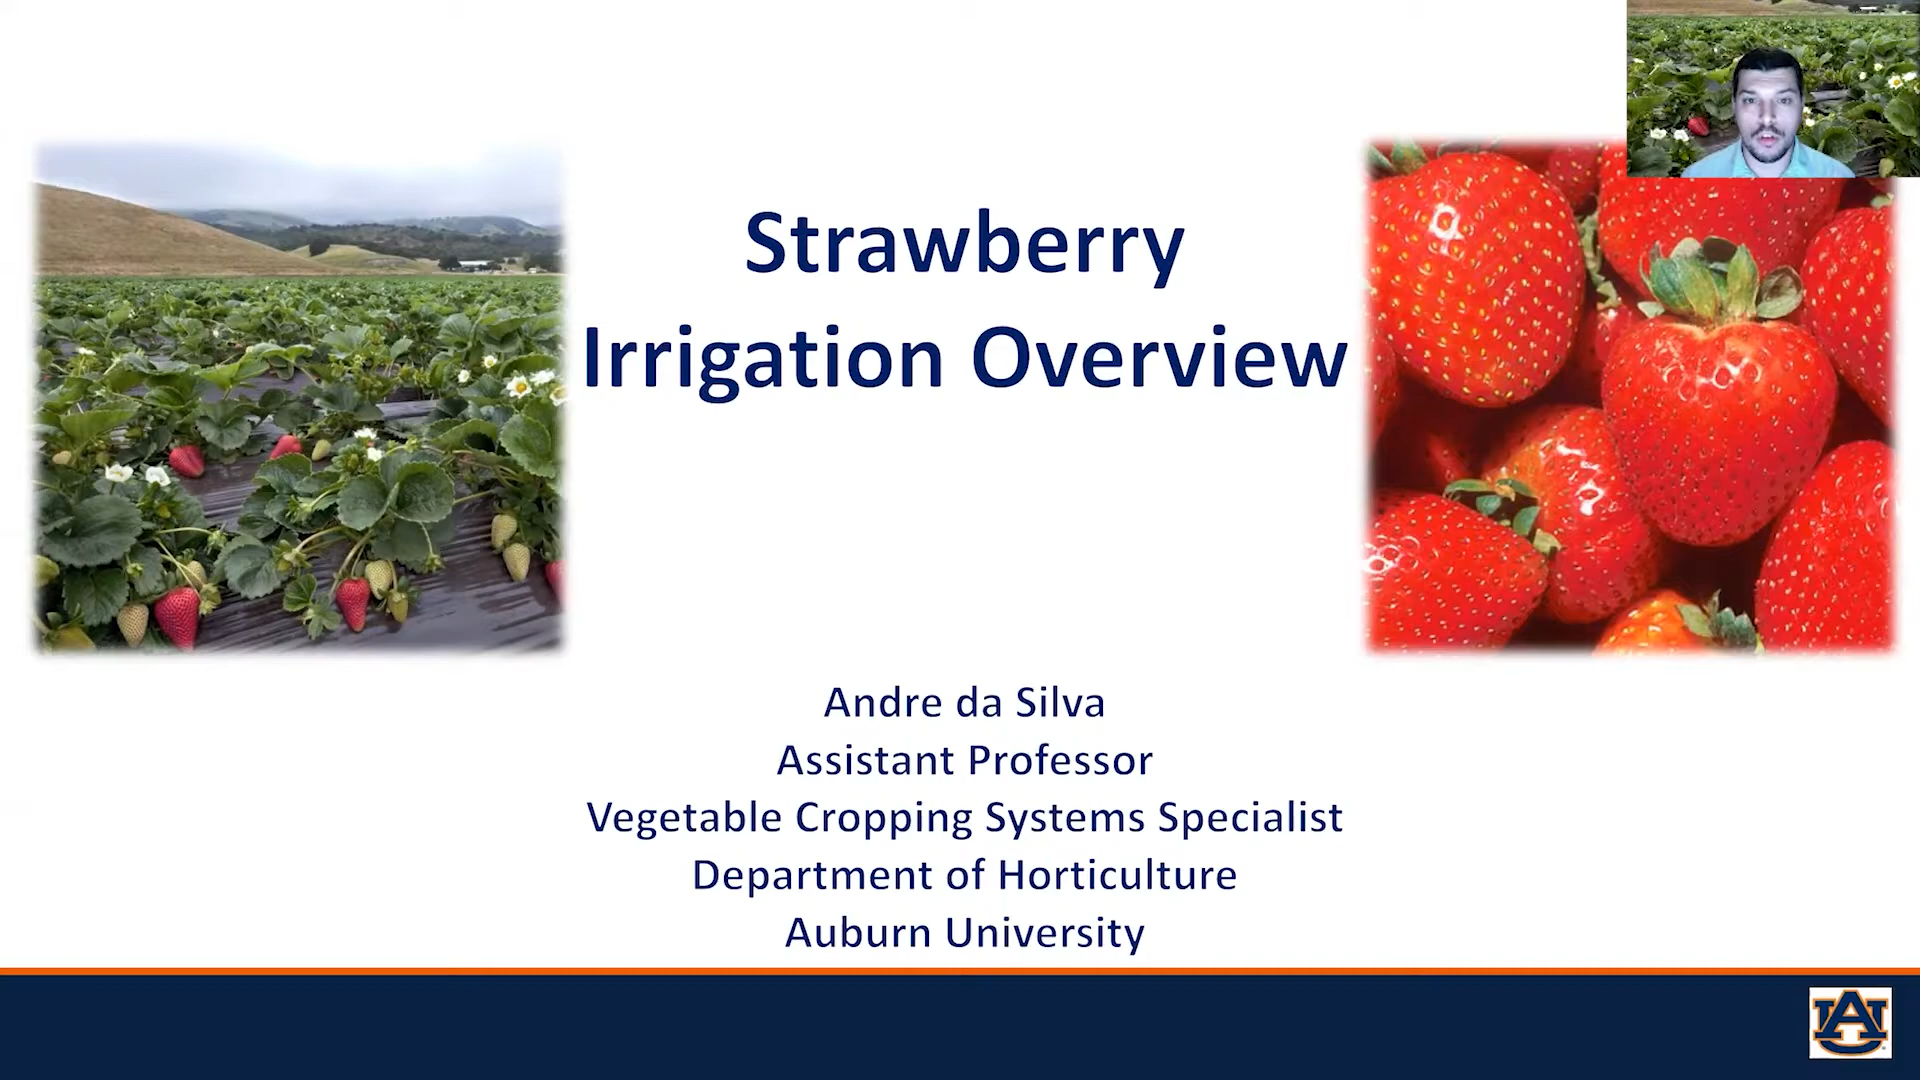 Strawberry
Irrigation Overview
Andre da Silva
Assistant Professor
Vegetable Cropping Systems Specialist
Department of Horticulture
Auburn University
AU